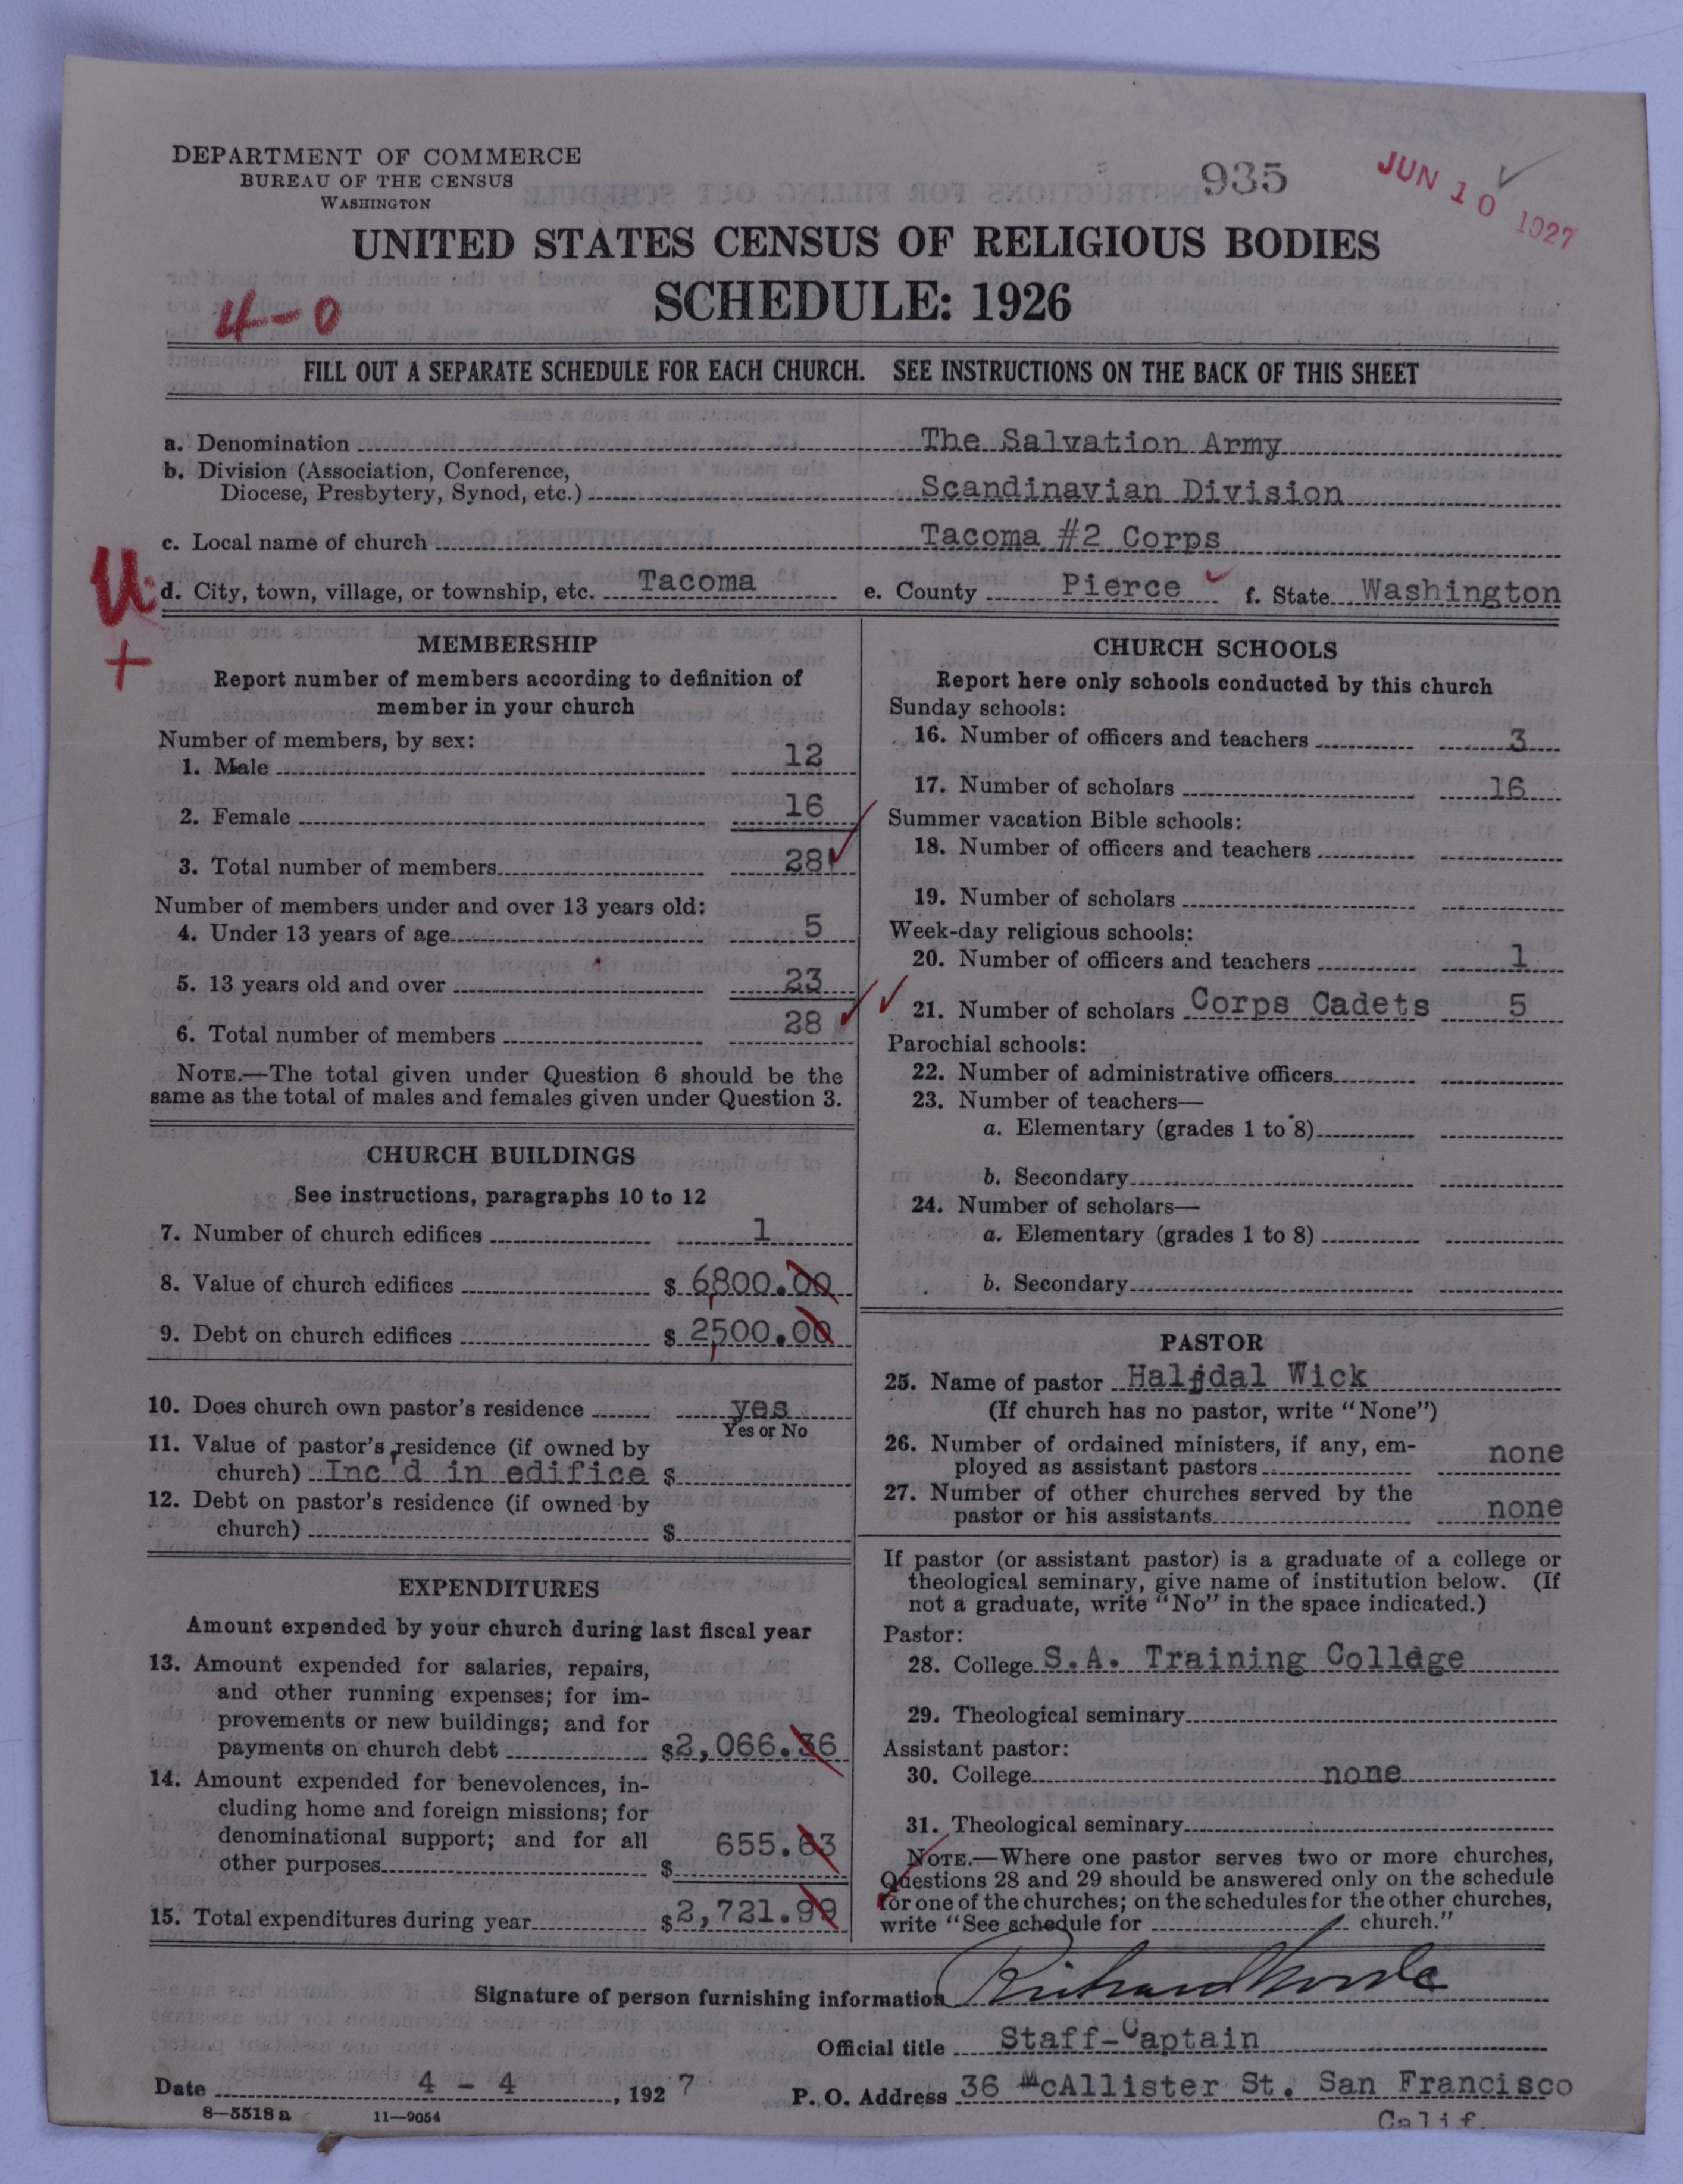 DEPARTMENT OF COMMERCE
BUREAU OF THE CENSUS
WASHINGTON
935
JUN 10 1927
UNITED STATES CENSUS OF RELIGIOUS BODIES
SCHEDULE: 1926
4-0
FILL OUT A SEPARATE SCHEDULE FOR EACH CHURCH. SEE INSTRUCTIONS ON THE BACK OF THIS SHEET
a. Denomination The Salvation Army
b. Division (Association, Conference,
Diocese, Presbytery, Synod, etc.) Scandinavian Division
c. Local name of church Tacoma #2 Corps
U
d. City, town, village, or township, etc. Tacoma e. County Pierce f. State Washington
+
MEMBERSHIP
Report number of members according to definition of
member in your church
Number of members, by sex:
1. Male 12
2. Female 16
3. Total number of members 28
Number of members under and over 13 years old:
4. Under 13 years of age 5
5. 13 years old and over 23
6. Total number of members 28
NOTE.—The total given under Question 6 should be the
same as the total of males and females given under Question 3.
CHURCH BUILDINGS
See instructions, paragraphs 10 to 12
7. Number of church edifices 1
8. Value of church edifices $ 6800.00
9. Debt on church edifices $ 2500.00
10. Does church own pastor's residence yes
Yes or No
11. Value of pastor's residence (if owned by
church) Inc'd in edifice $
12. Debt on pastor's residence (if owned by
church) $
EXPENDITURES
Amount expended by your church during last fiscal year
13. Amount expended for salaries, repairs,
and other running expenses; for im-
provements or new buildings; and for
payments on church debt $2,066.36
14. Amount expended for benevolences, in-
cluding home and foreign missions; for
denominational support; and for all
other purposes $ 655.63
15. Total expenditures during year $2,721.99
CHURCH SCHOOLS
Report here only schools conducted by this church
Sunday schools:
16. Number of officers and teachers 3
17. Number of scholars 16
Summer vacation Bible schools:
18. Number of officers and teachers
19. Number of scholars
Week-day religious schools:
20. Number of officers and teachers 1
21. Number of scholars Corps Cadets 5
Parochial schools:
22. Number of administrative officers
23. Number of teachers—
a. Elementary (grades 1 to 8)
b. Secondary
24. Number of scholars—
a. Elementary (grades 1 to 8)
b. Secondary
PASTOR
25. Name of pastor Wick
(If church has no pastor, write "None")
26. Number of ordained ministers, if any, em-
ployed as assistant pastors none
27. Number of other churches served by the
pastor or his assistants none
If pastor (or assistant pastor) is a graduate of a college or
theological seminary, give name of institution below. (If
not a graduate, write "No" in the space indicated.)
Pastor:
28. College S.A. Training College
29. Theological seminary
Assistant pastor:
30. College none
31. Theological seminary
NOTE.—Where one pastor serves two or more churches,
Questions 28 and 29 should be answered only on the schedule
for one of the churches; on the schedules for the other churches,
write "See schedule for church."
Signature of person furnishing information Richard
Official title Staff-Captain
Date 4 - 4, 1927 P. O. Address 36 McAllister St. San Francisco
Calif.
8—5518 a 11—9054